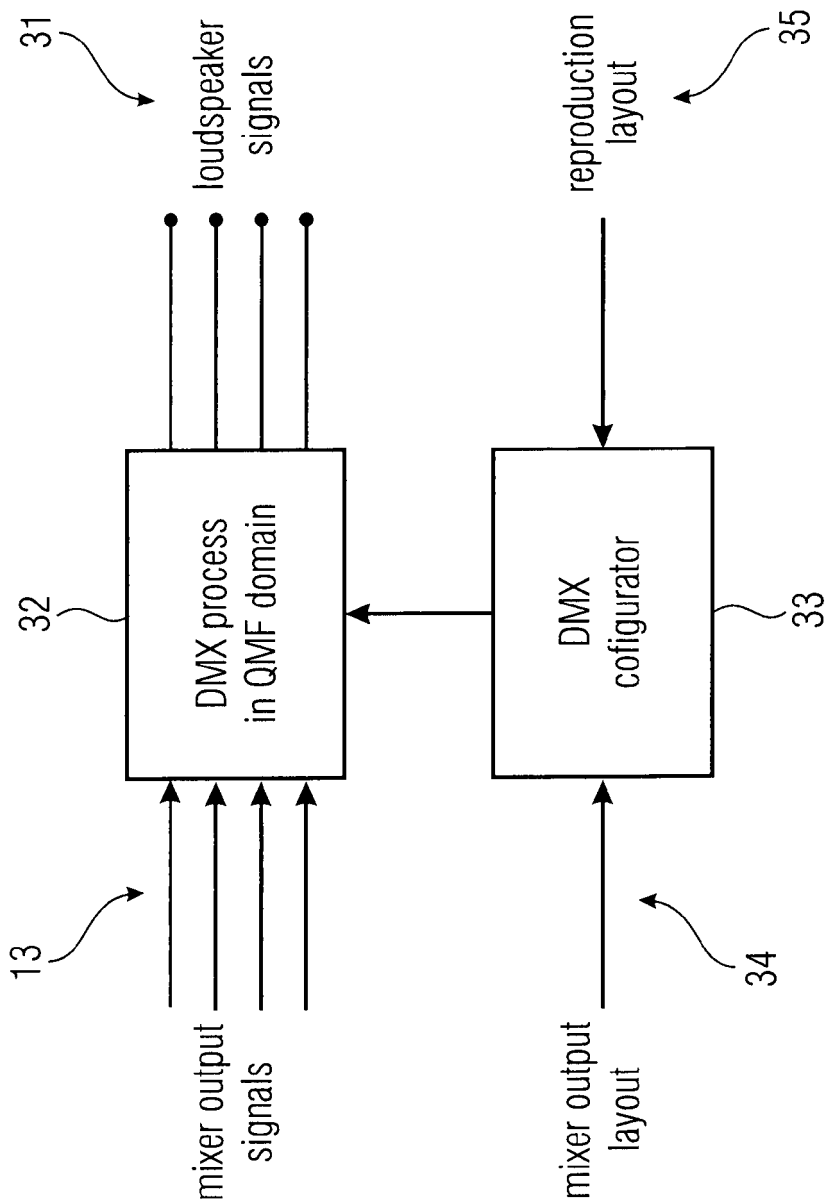 13
mixer output
signals
32
DMX process
in QMF domain
31
loudspeaker
signals
mixer output
layout
34
DMX
cofigurator
33
reproduction
layout
35